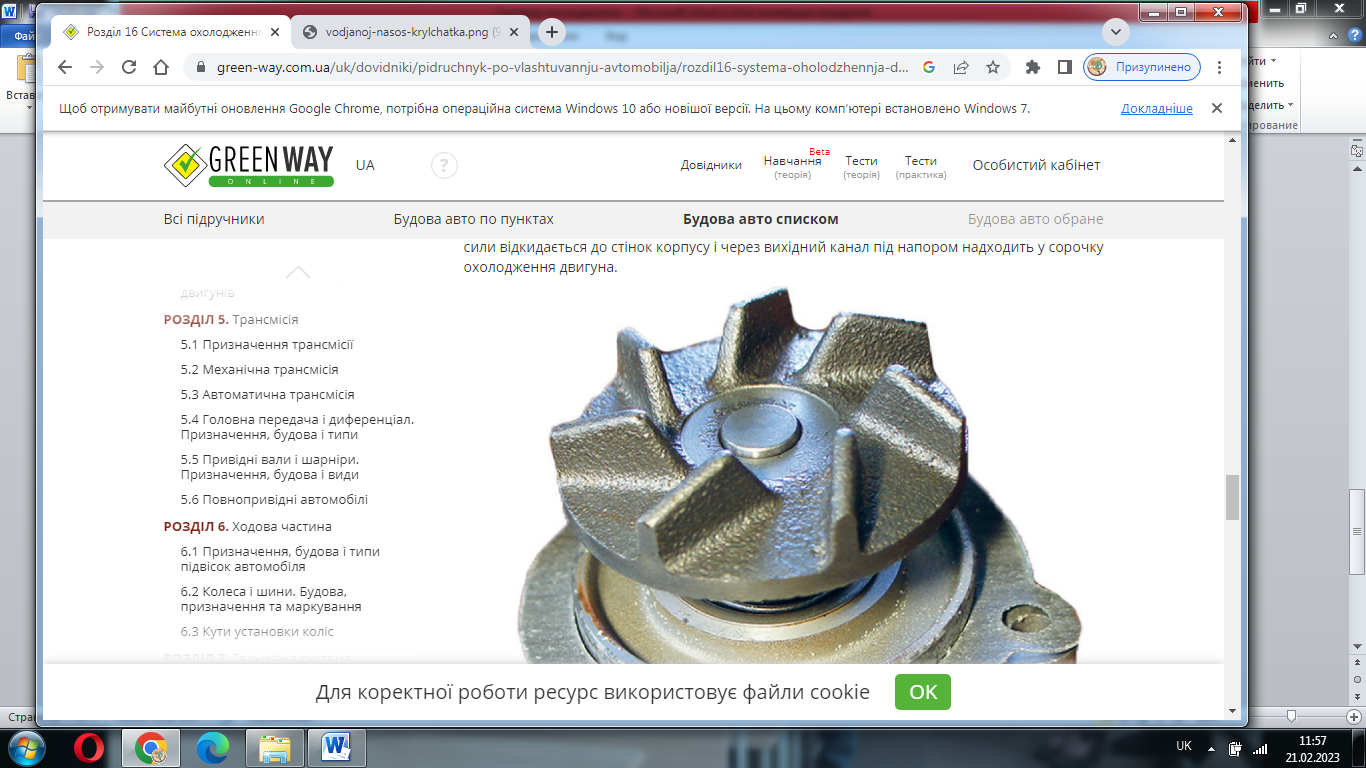 Розділ 16 Система охолодження
vodjanoj-nasos-krylchatka.png (9
green-way.com.ua/uk/dovidniki/pidruchnyk-po-vlashtuvannju-avtomobilja/rozdil16-systema-oholodzhennja-d...
Призупинено
Щоб отримувати майбутні оновлення Google Chrome, потрібна операційна система Windows 10 або новішої версії. На цьому комп'ютері встановлено Windows 7.
Докладніше
GREEN WAY
ONLINE
UA
?
Довідники
Навчання Beta
(теорія)
Тести
(теорія)
Тести
(практика)
Особистий кабінет
Всі підручники
Будова авто по пунктах
Будова авто списком
Будова авто обране
сили відкидається до стінок корпусу і через вихідний канал під напором надходить у сорочку
охолодження двигуна.
двигунів
РОЗДІЛ 5. Трансмісія
5.1 Призначення трансмісії
5.2 Механічна трансмісія
5.3 Автоматична трансмісія
5.4 Головна передача і диференціал.
Призначення, будова і типи
5.5 Привідні вали і шарніри.
Призначення, будова і види
5.6 Повнопривідні автомобілі
РОЗДІЛ 6. Ходова частина
6.1 Призначення, будова і типи
підвісок автомобіля
6.2 Колеса і шини. Будова,
призначення та маркування
6.3 Кути установки коліс
Для коректної роботи ресурс використовує файли cookie
OK
Фай
Встав
Стра
UK
11:57
21.02.2023